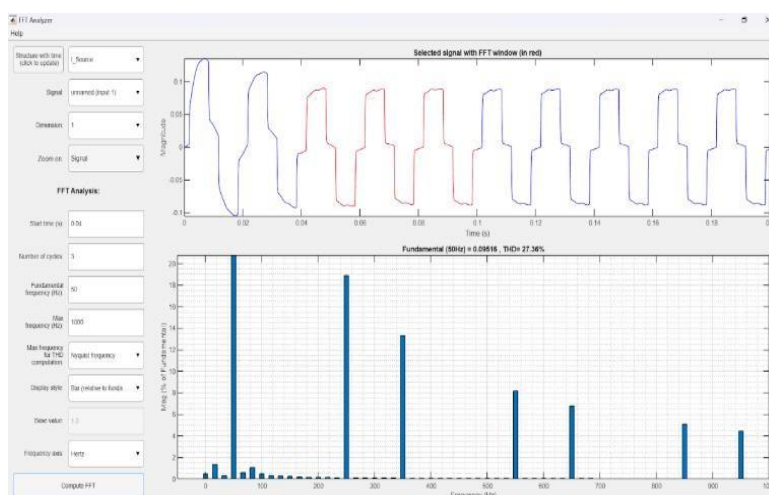 FFT Analyzer
Help
Structure with time
(click to update)
I_Source
Signal
unnamed (input 1)
Dimension
1
Zoom on
Signal
FFT Analysis:
Start time (s)
0.04
Number of cycles
3
Fundamental
frequency (Hz)
50
Max
frequency (Hz)
1000
Max frequency
for THD
computation
Nyquist frequency
Display style
Bar (relative to funda
Base value
1.0
Frequency axis
Hertz
Compute FFT
Selected signal with FFT window (in red)
Magnitude
0.1
0.05
0
-0.05
-0.1
0 0.02 0.04 0.06 0.08 0.1 0.12 0.14 0.16 0.18
Time (s)
Fundamental (50Hz) = 0.09516 , THD= 27.36%
Mag (% of Fundamental)
20
18
16
14
12
10
8
6
4
2
0
0 100 200 300 400 500 600 700 800 900
Frequency (Hz)